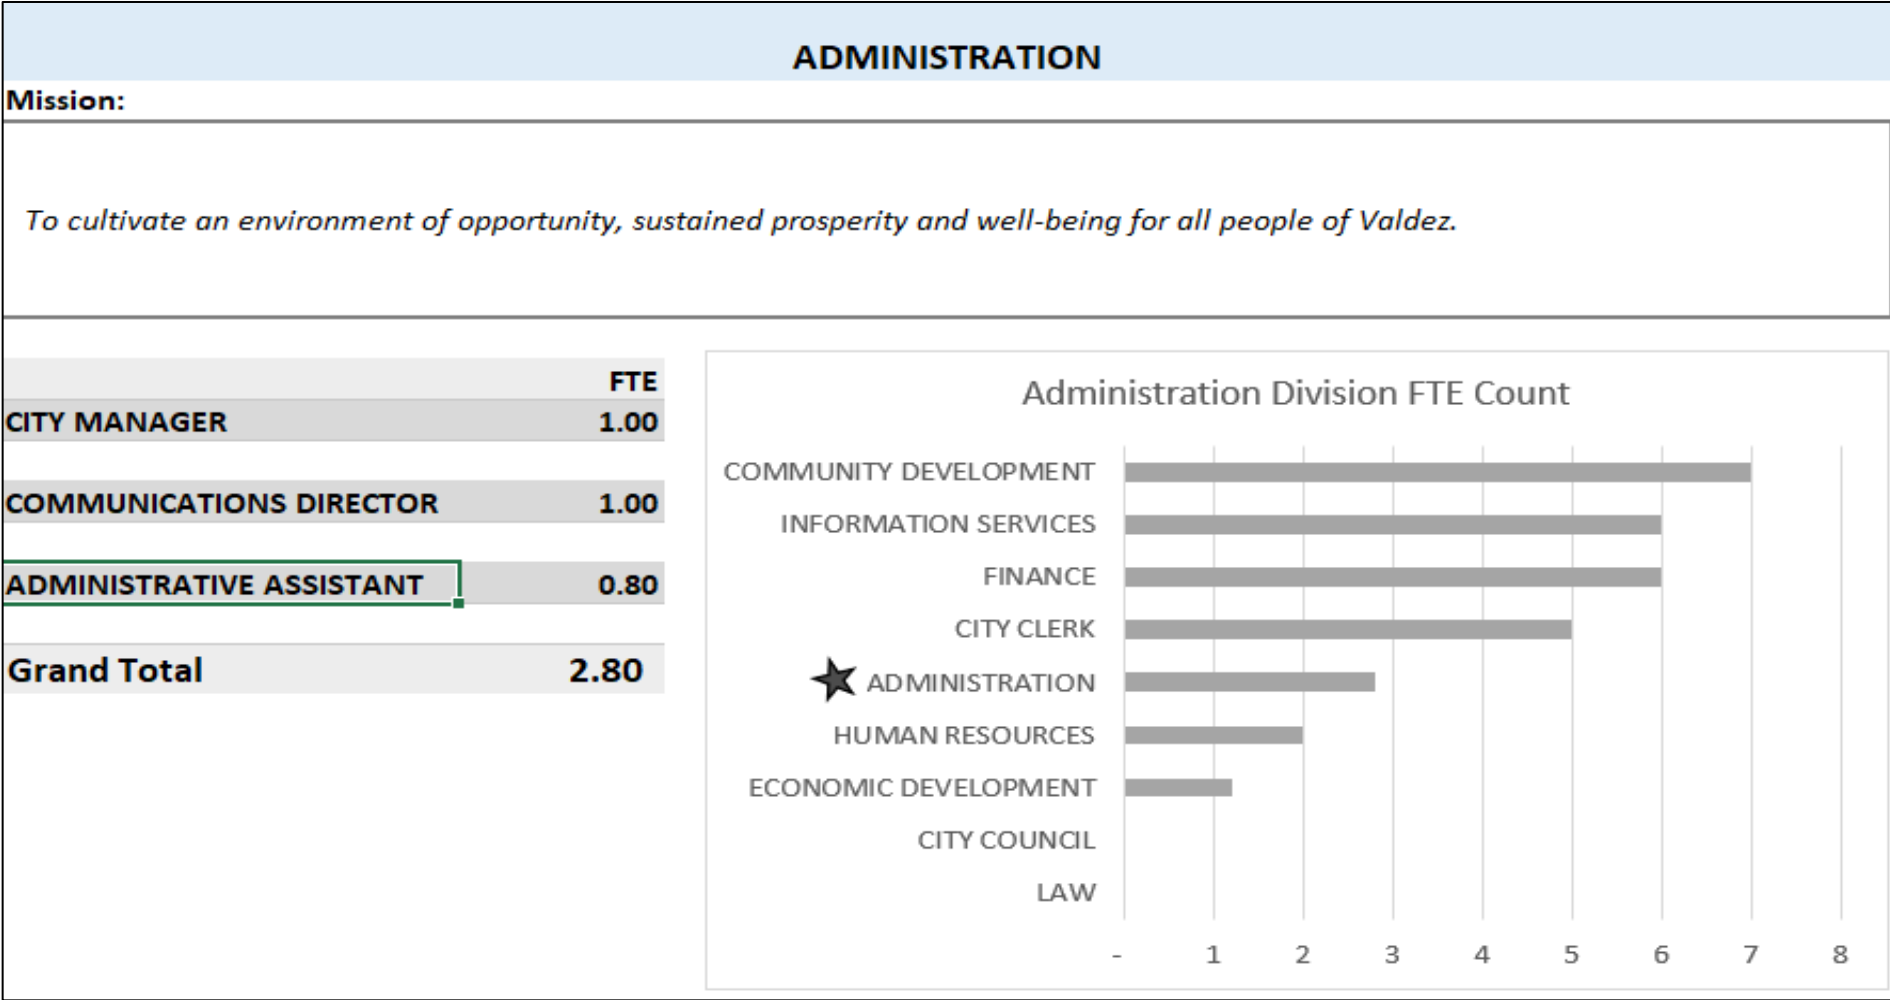 ADMINISTRATION
Mission:
To cultivate an environment of opportunity, sustained prosperity and well-being for all people of Valdez.
FTE
CITY MANAGER 1.00
COMMUNICATIONS DIRECTOR 1.00
ADMINISTRATIVE ASSISTANT 0.80
Grand Total 2.80
Administration Division FTE Count
COMMUNITY DEVELOPMENT
INFORMATION SERVICES
FINANCE
CITY CLERK
ADMINISTRATION
HUMAN RESOURCES
ECONOMIC DEVELOPMENT
CITY COUNCIL
LAW
- 1 2 3 4 5 6 7 8